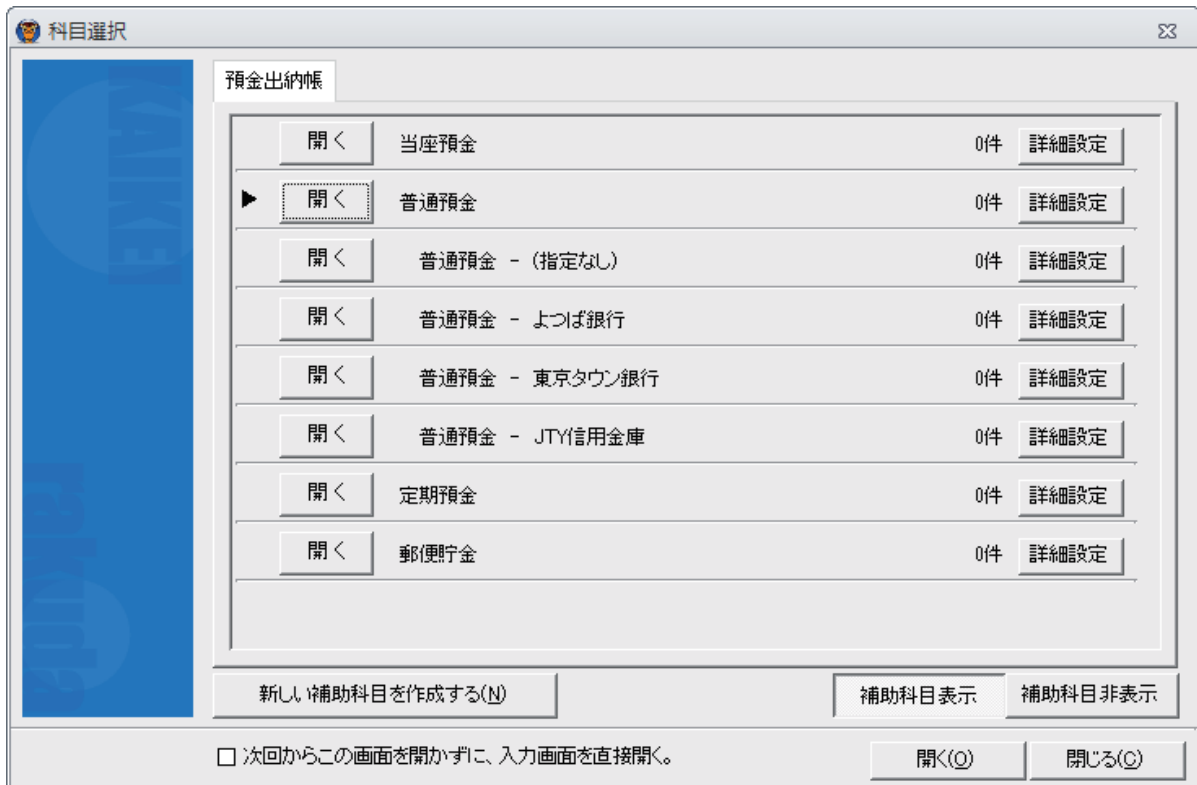 科目選択
KAIKEI
rakuda
預金出納帳
開く 当座預金 0件 詳細設定
▶ 開く 普通預金 0件 詳細設定
開く 普通預金 - (指定なし) 0件 詳細設定
開く 普通預金 - よつば銀行 0件 詳細設定
開く 普通預金 - 東京タウン銀行 0件 詳細設定
開く 普通預金 - JTY信用金庫 0件 詳細設定
開く 定期預金 0件 詳細設定
開く 郵便貯金 0件 詳細設定
新しい補助科目を作成する(N) 補助科目表示 補助科目非表示
次回からこの画面を開かずに、入力画面を直接開く。 開く(O) 閉じる(C)